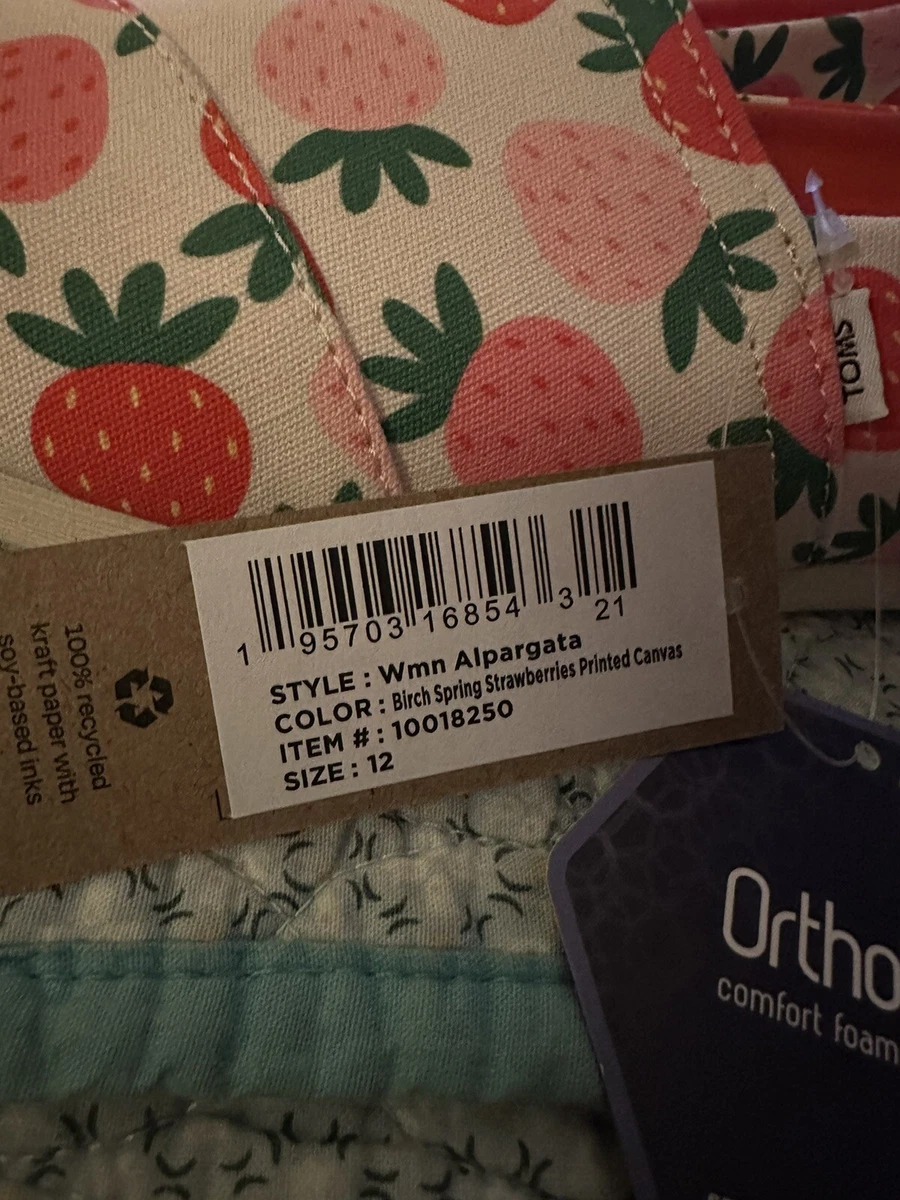 TOMS
1 95703 16854 3 21
STYLE : Wmn Alpargata
COLOR : Birch Spring Strawberries Printed Canvas
ITEM # : 10018250
SIZE : 12
100% recycled
kraft paper with
soy-based inks
Ortho
comfort foam